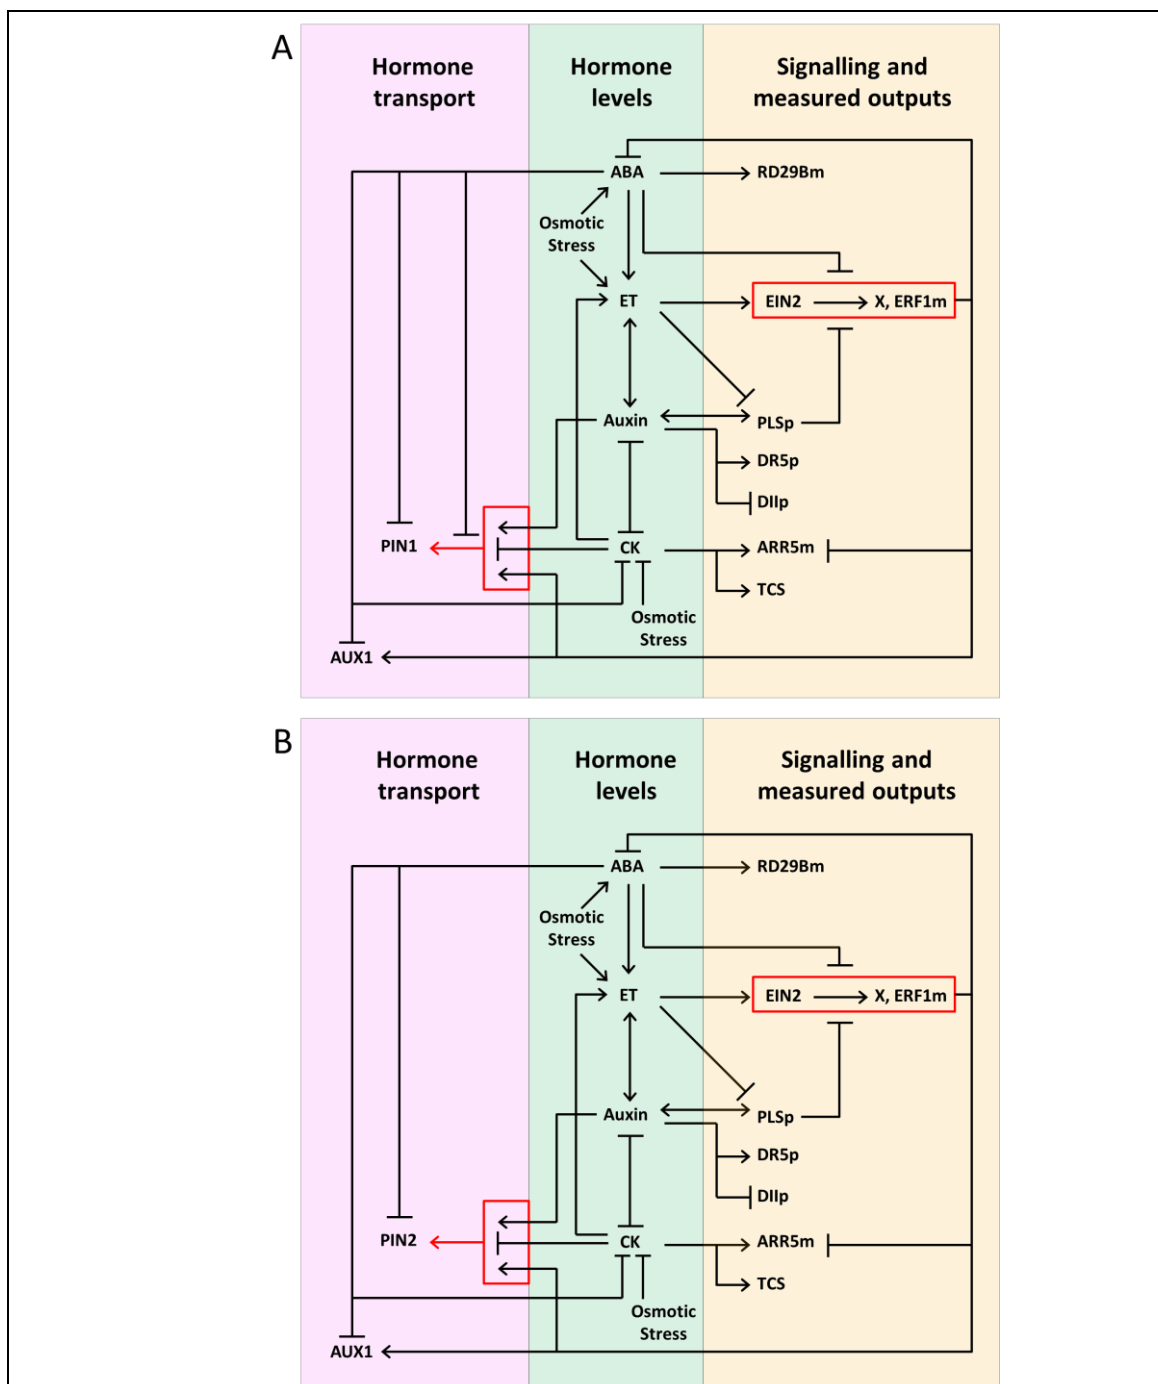 A
Hormone
transport
Hormone
levels
Signalling and
measured outputs
ABA
RD29Bm
Osmotic
Stress
ET
EIN2
X, ERF1m
Auxin
PLSp
DR5p
DIIp
PIN1
CK
ARR5m
TCS
Osmotic
Stress
AUX1
B
Hormone
transport
Hormone
levels
Signalling and
measured outputs
ABA
RD29Bm
Osmotic
Stress
ET
EIN2
X, ERF1m
Auxin
PLSp
DR5p
DIIp
PIN2
CK
ARR5m
TCS
Osmotic
Stress
AUX1